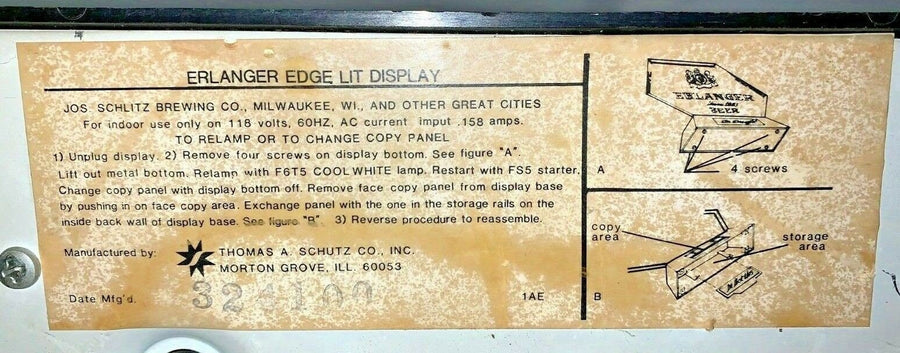 ERLANGER EDGE LIT DISPLAY
JOS SCHLITZ BREWING CO., MILWAUKEE, WI., AND OTHER GREAT CITIES
For indoor use only on 118 volts, 60HZ, AC current imput .158 amps.
TO RELAMP OR TO CHANGE COPY PANEL
1) Unplug display. 2) Remove four screws on display bottom. See figure "A".
Lift out metal bottom. Relamp with F6T5 COOL WHITE lamp. Restart with FS5 starter.
Change copy panel with display bottom off. Remove face copy panel from display base
by pushing in on face copy area. Exchange panel with the one in the storage rails on the
inside back wall of display base. See figure "B". 3) Reverse procedure to reassemble.
Manufactured by:
THOMAS A. SCHUTZ CO., INC.
MORTON GROVE, ILL. 60053
Date Mfg'd.
1AE
ERLANGER
BEER
A
4 screws
copy
area
storage
area
B